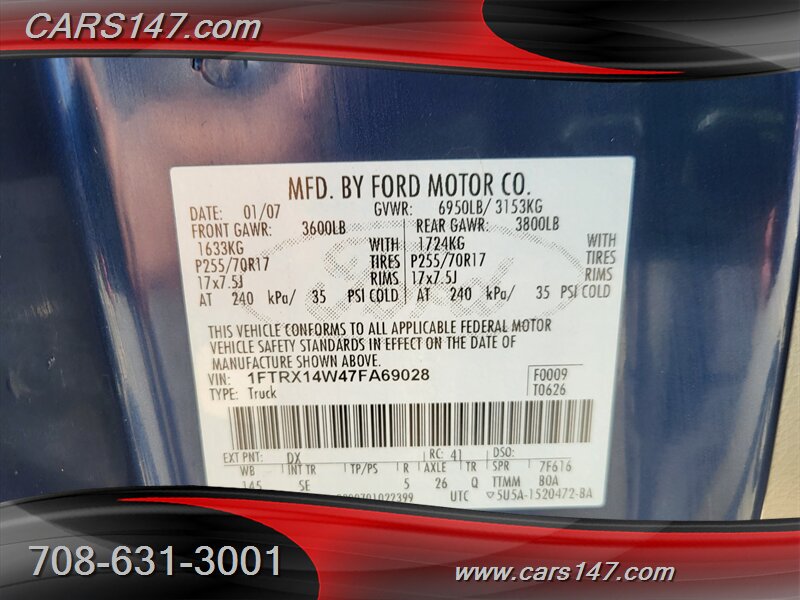 CARS147.com
MFD. BY FORD MOTOR CO.
DATE: 01/07 GVWR: 6950LB/ 3153KG
FRONT GAWR: 3600LB REAR GAWR: 3800LB
1633KG WITH 1724KG WITH
P255/70R17 TIRES P255/70R17 TIRES
17x7.5J RIMS 17x7.5J RIMS
AT 240 kPa/ 35 PSI COLD AT 240 kPa/ 35 PSI COLD
THIS VEHICLE CONFORMS TO ALL APPLICABLE FEDERAL MOTOR
VEHICLE SAFETY STANDARDS IN EFFECT ON THE DATE OF
MANUFACTURE SHOWN ABOVE.
VIN: 1FTRX14W47FA69028 F0009
TYPE: Truck T0626
EXT PNT: DX RC: 41 DSO:
WB INT TR TP/PS R AXLE TR SPR 7F616
145 SE 5 26 Q TTMM BOA
UTC ▽5U5A-1520472-BA
708-631-3001
www.cars147.com